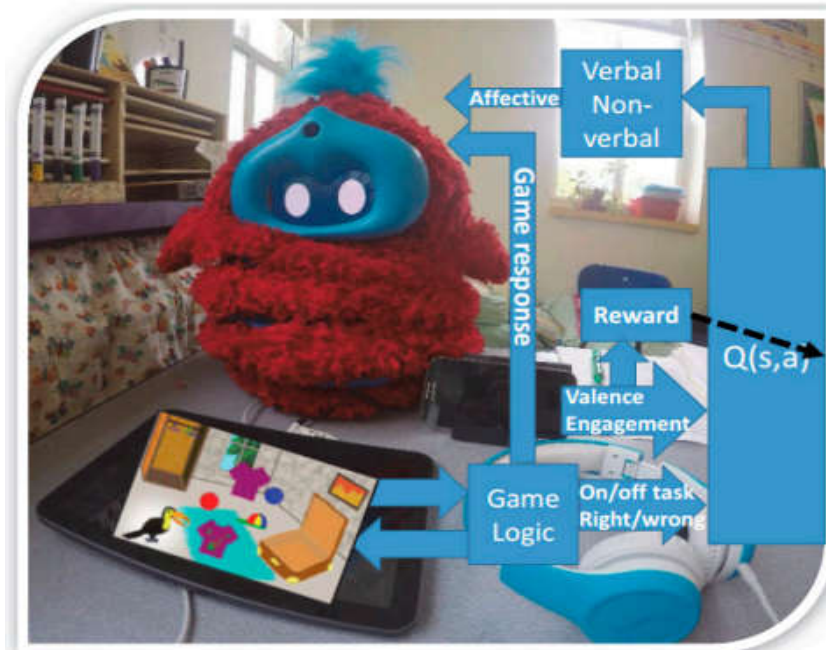 Affective
Verbal
Non-
verbal
Game response
Reward
Q(s,a)
Valence
Engagement
Game
Logic
On/off task
Right/wrong